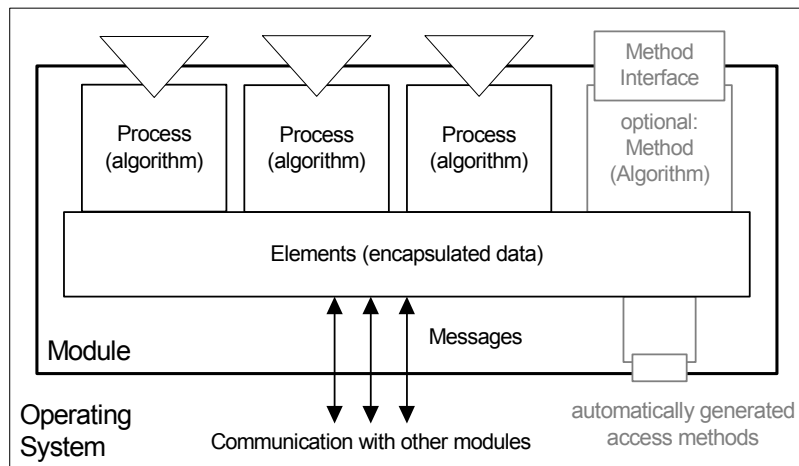 Method
Interface
Process
(algorithm)
Process
(algorithm)
Process
(algorithm)
optional:
Method
(Algorithm)
Elements (encapsulated data)
Messages
Module
Operating
System
Communication with other modules
automatically generated
access methods